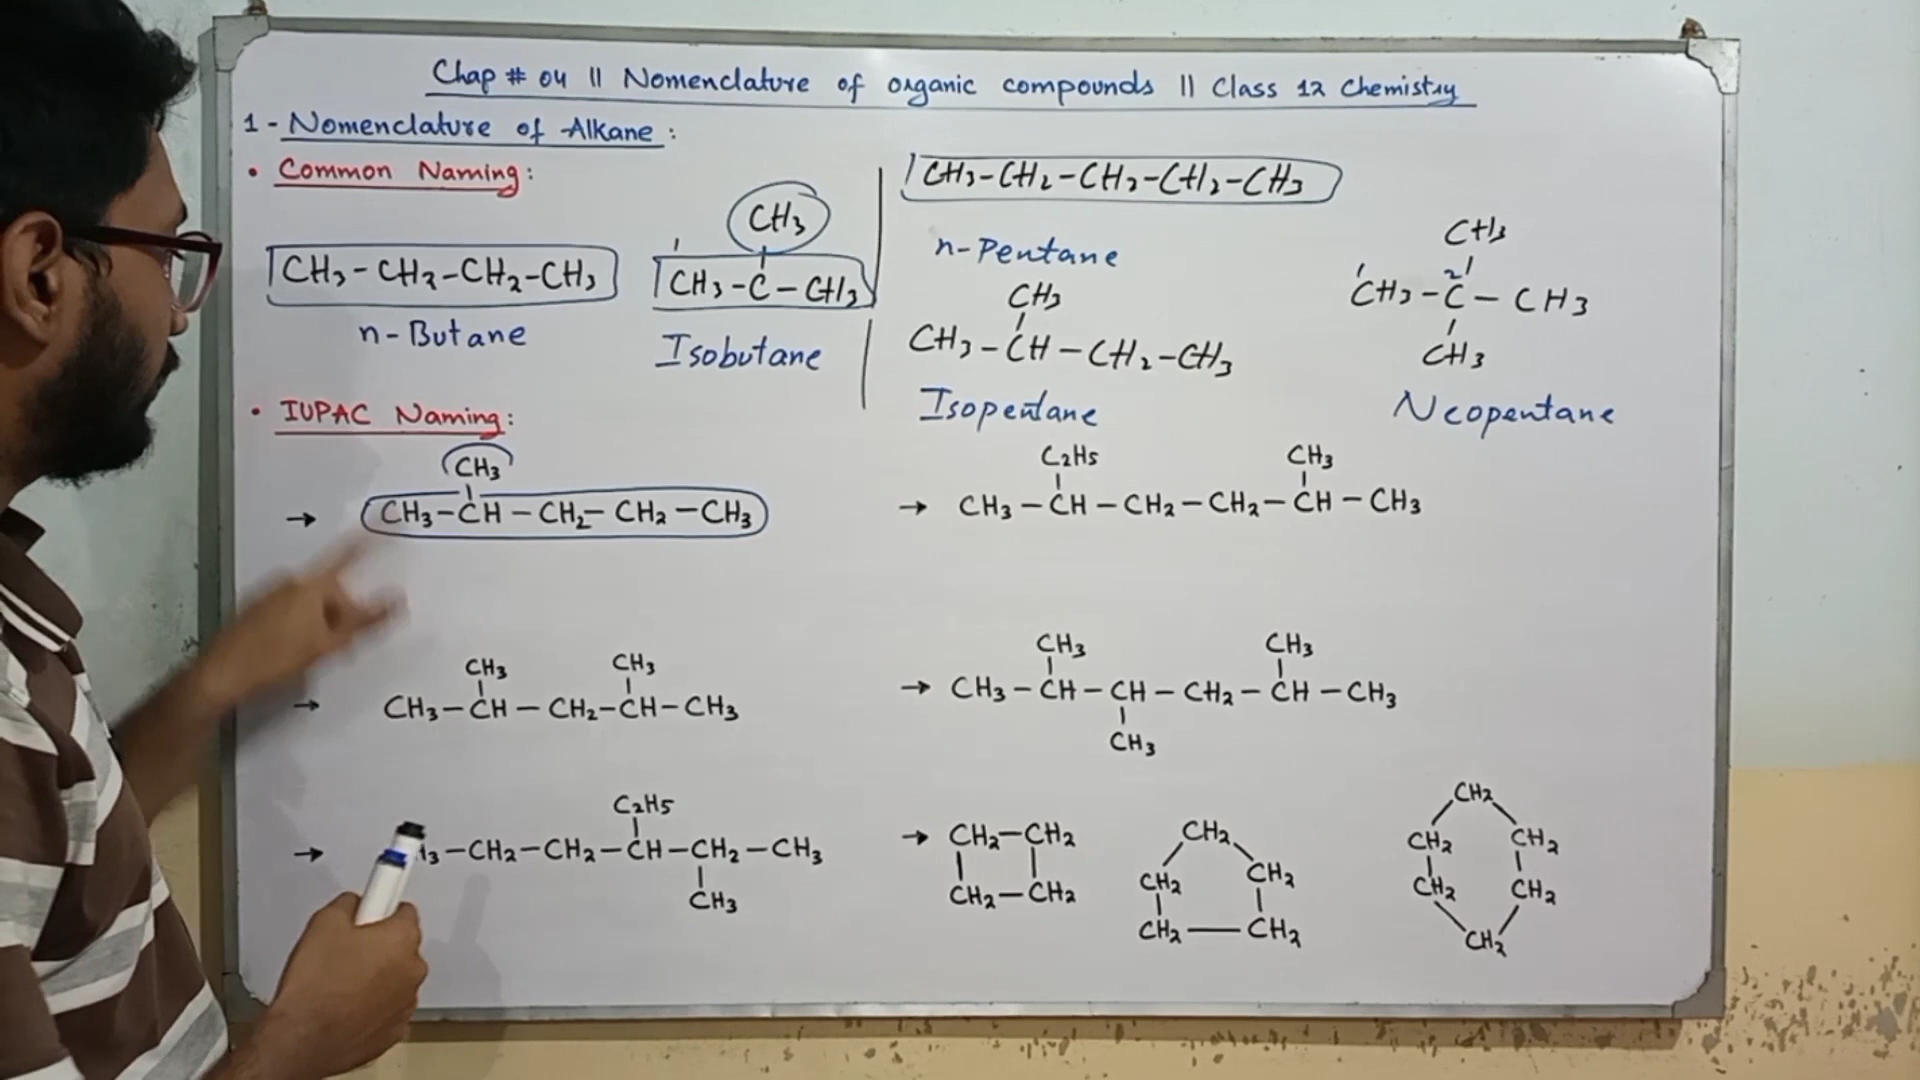 Chap # 04 || Nomenclature of organic compounds || Class 12 Chemistry
1 - Nomenclature of Alkane :
• Common Naming :
CH3-CH2-CH2-CH3
n-Butane
CH3
CH3-C-CH3
Isobutane
CH3-CH2-CH2-CH2-CH3
n-Pentane
CH3
CH3-CH-CH2-CH3
Isopentane
CH3
1 2
CH3-C-CH3
CH3
Neopentane
• IUPAC Naming :
CH3
→ CH3-CH-CH2-CH2-CH3
C2H5 CH3
→ CH3-CH-CH2-CH2-CH-CH3
CH3 CH3
→ CH3-CH-CH2-CH-CH3
CH3 CH3
→ CH3-CH-CH-CH2-CH-CH3
CH3
C2H5
→ 3-CH2-CH2-CH-CH2-CH3
CH3
→ CH2-CH2
CH2-CH2
CH2
CH2 CH2
CH2-CH2
CH2
CH2 CH2
CH2 CH2
CH2